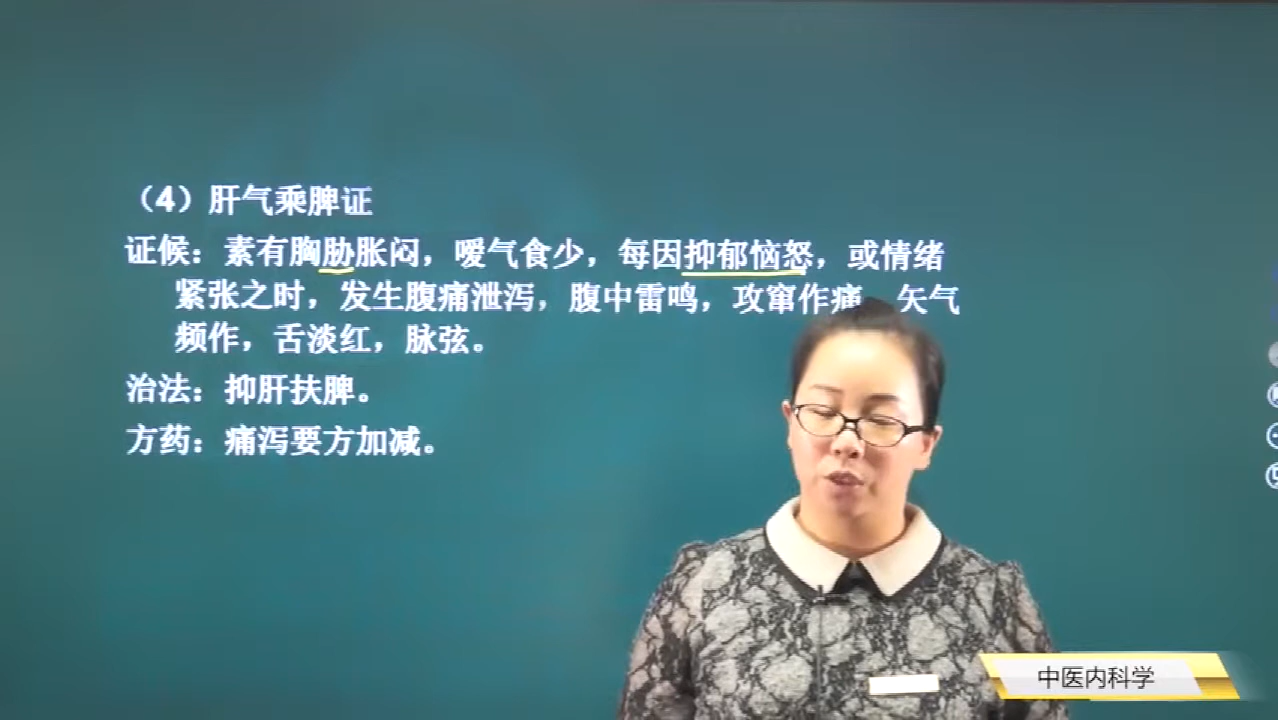 （4）肝气乘脾证
证候：素有胸胁胀闷，嗳气食少，每因抑郁恼怒，或情绪
紧张之时，发生腹痛泄泻，腹中雷鸣，攻窜作痛 矢气
频作，舌淡红，脉弦。
治法：抑肝扶脾。
方药：痛泻要方加减。
中医内科学